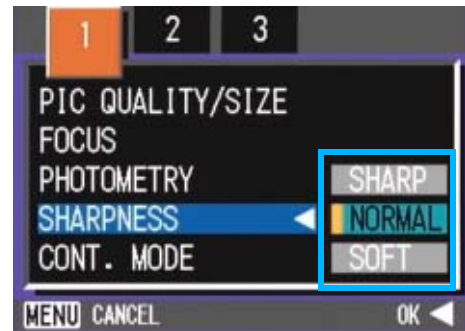 1 2 3
PIC QUALITY/SIZE
FOCUS
PHOTOMETRY SHARP
SHARPNESS NORMAL
CONT. MODE SOFT
MENU CANCEL OK